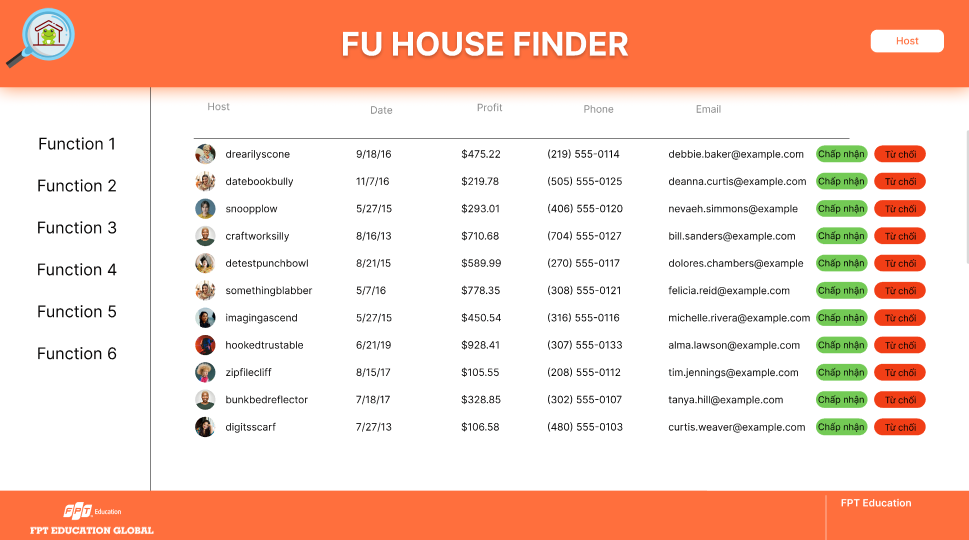 FU HOUSE FINDER
Host
Host Date Profit Phone Email
Function 1
Function 2
Function 3
Function 4
Function 5
Function 6
drearilyscone 9/18/16 $475.22 (219) 555-0114 debbie.baker@example.com Chấp nhận Từ chối
datebookbully 11/7/16 $219.78 (505) 555-0125 deanna.curtis@example.com Chấp nhận Từ chối
snoopplow 5/27/15 $293.01 (406) 555-0120 nevaeh.simmons@example Chấp nhận Từ chối
craftworksilly 8/16/13 $710.68 (704) 555-0127 bill.sanders@example.com Chấp nhận Từ chối
detestpunchbowl 8/21/15 $589.99 (270) 555-0117 dolores.chambers@example Chấp nhận Từ chối
somethingblabber 5/7/16 $778.35 (308) 555-0121 felicia.reid@example.com Chấp nhận Từ chối
imagingascend 5/27/15 $450.54 (316) 555-0116 michelle.rivera@example.com Chấp nhận Từ chối
hookedtrustable 6/21/19 $928.41 (307) 555-0133 alma.lawson@example.com Chấp nhận Từ chối
zipfilecliff 8/15/17 $105.55 (208) 555-0112 tim.jennings@example.com Chấp nhận Từ chối
bunkbedreflector 7/18/17 $328.85 (302) 555-0107 tanya.hill@example.com Chấp nhận Từ chối
digitsscarf 7/27/13 $106.58 (480) 555-0103 curtis.weaver@example.com Chấp nhận Từ chối
FPT Education
FPT EDUCATION GLOBAL
FPT Education